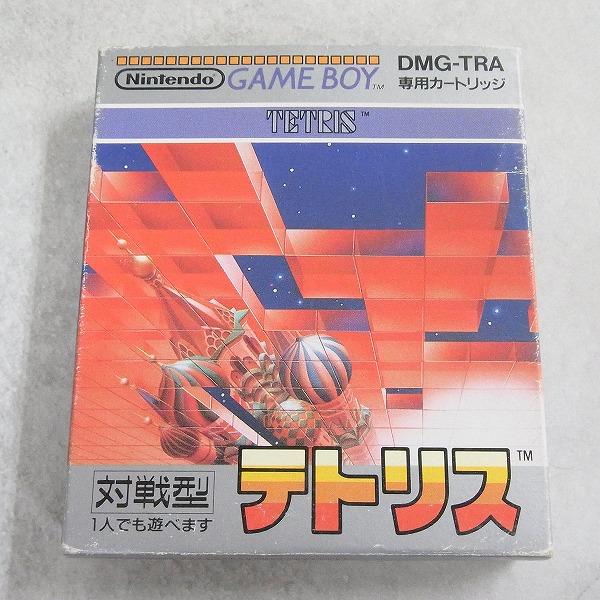 Nintendo GAME BOY™
DMG-TRA
専用カートリッジ
TETRIS™
対戦型
1人でも遊べます
テトリス™